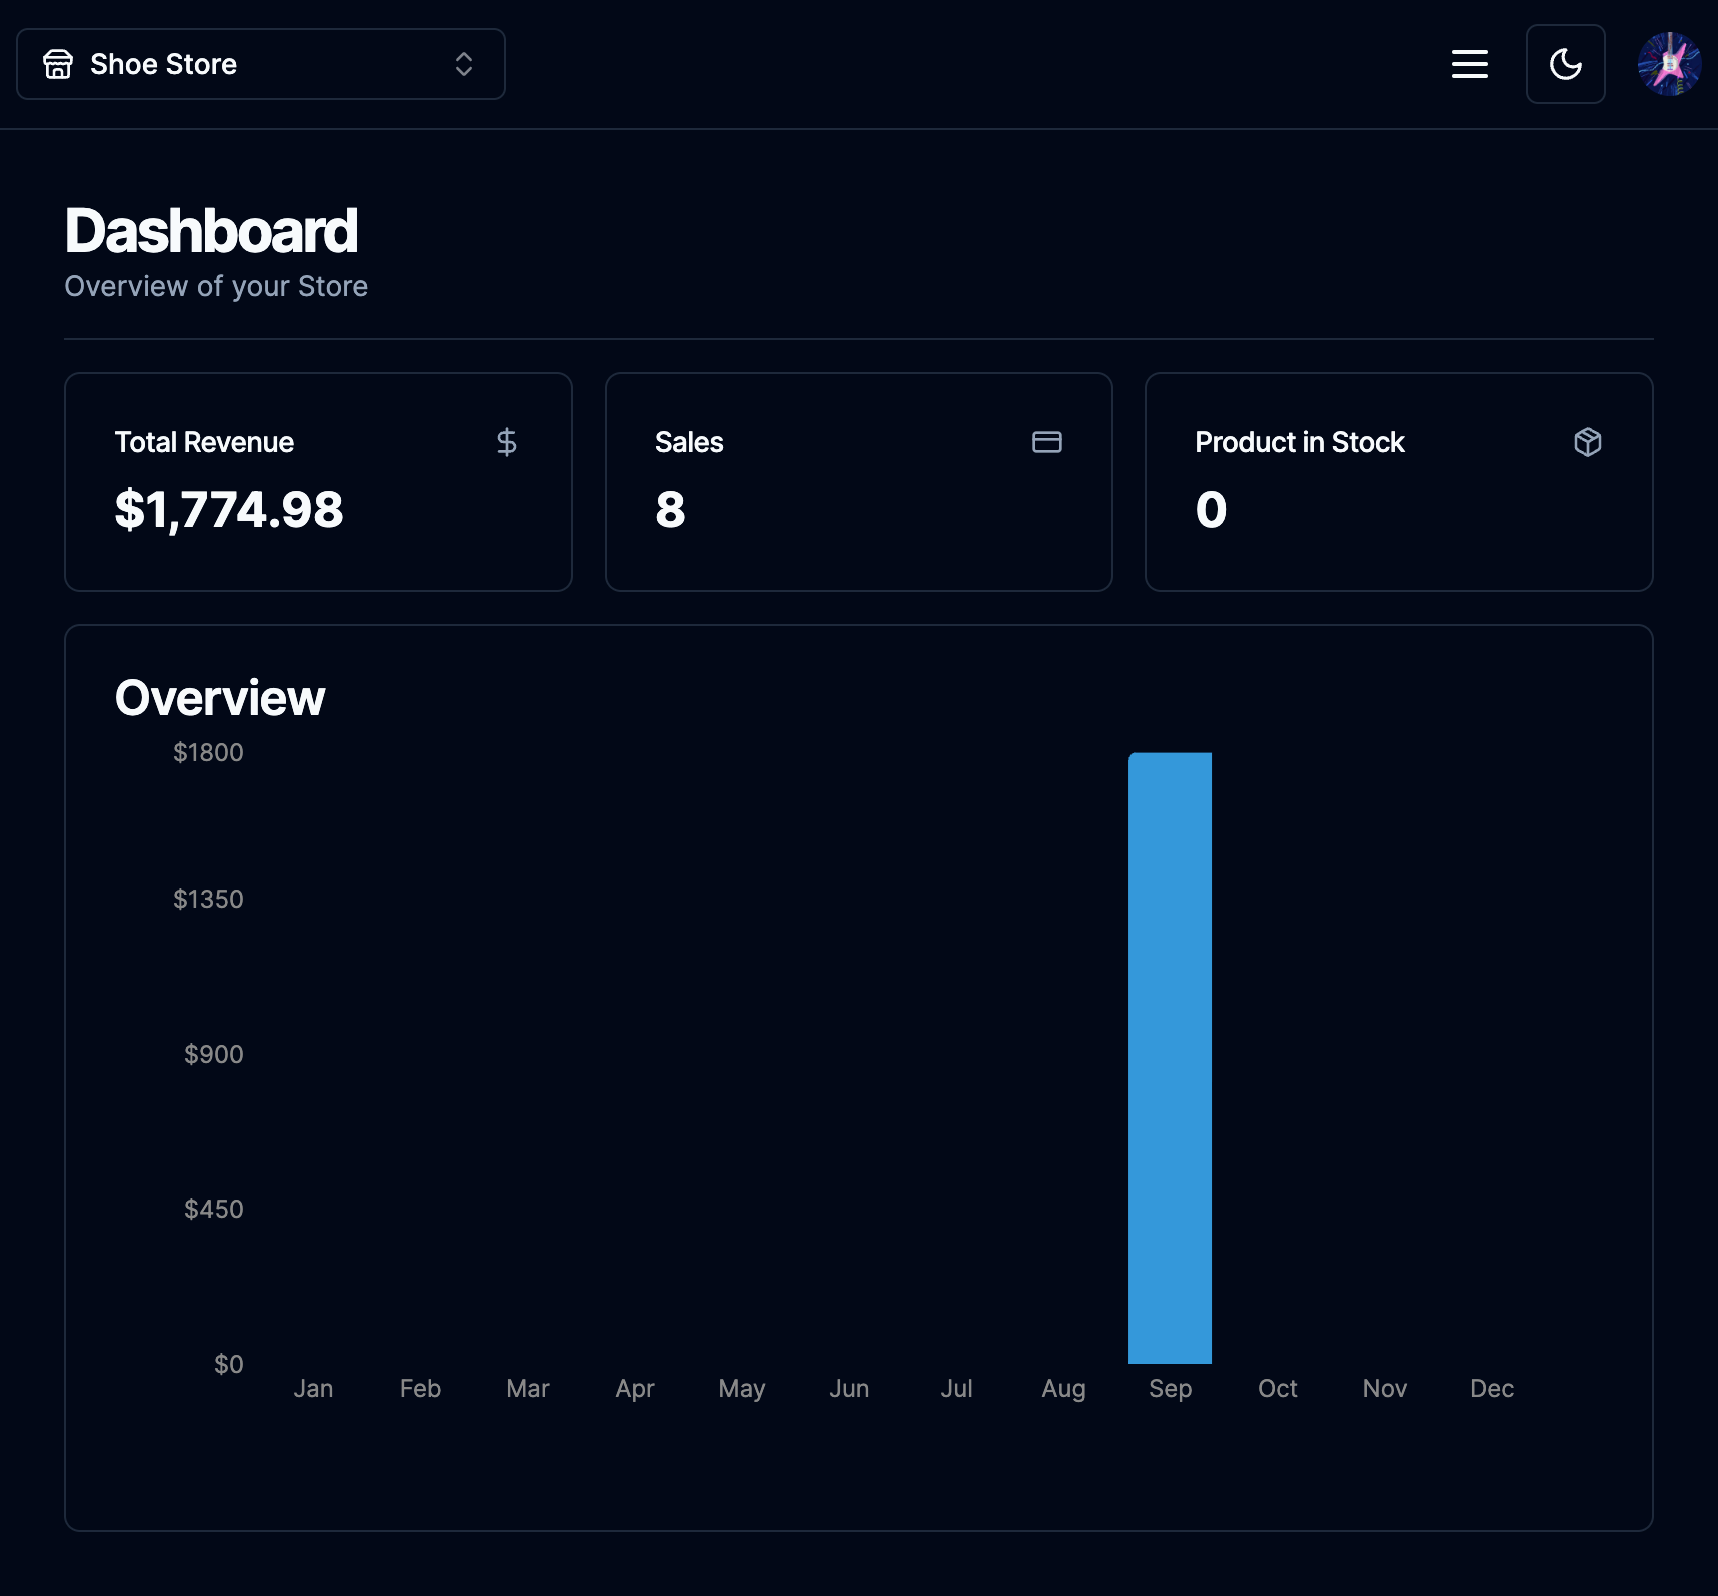 Shoe Store
Dashboard
Overview of your Store
Total Revenue
$1,774.98
Sales
8
Product in Stock
0
Overview
$1800
$1350
$900
$450
$0
Jan Feb Mar Apr May Jun Jul Aug Sep Oct Nov Dec